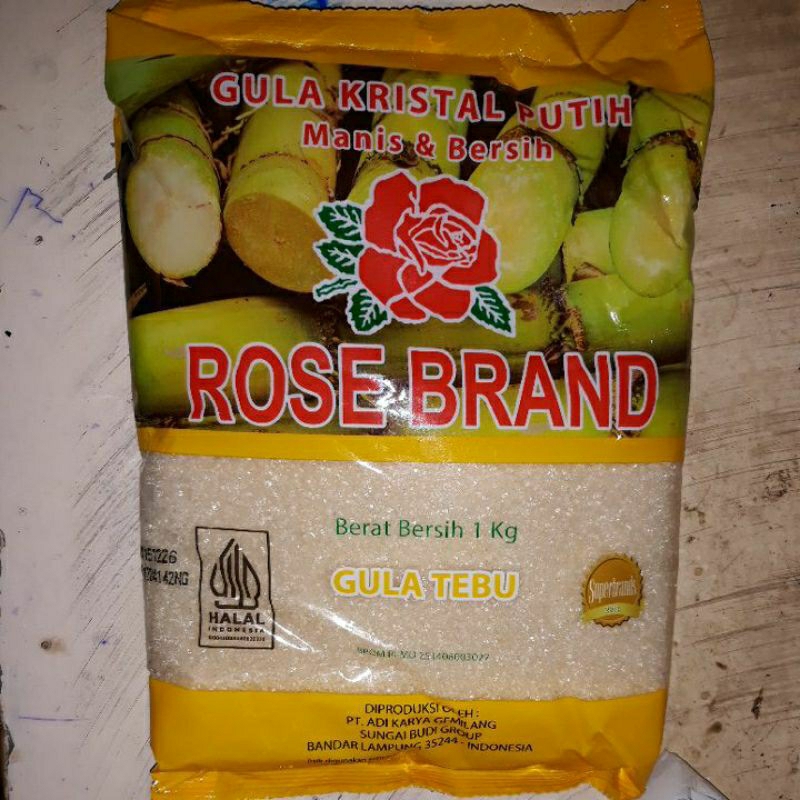 GULA KRISTAL PUTIH
Manis & Bersih
ROSE BRAND
Berat Bersih 1 Kg
GULA TEBU
HALAL
INDONESIA
Superbrands
DIPRODUKSI OLEH :
PT. ADI KARYA GEMILANG
SUNGAI BUDI GROUP
BANDAR LAMPUNG 35244 - INDONESIA